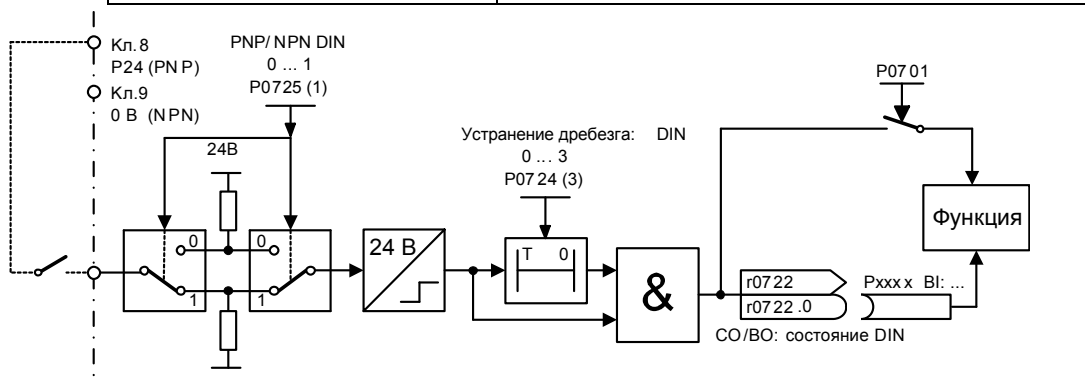 Кл.8
P24 (PNP)
Кл.9
0 В (NPN)
PNP/ NPN DIN
0 ... 1
P0725 (1)
24В
0
0
1
1
24 В
Устранение дребезга: DIN
0 ... 3
P0724 (3)
T 0
&
P0701
Функция
r0722
r0722 .0
Pxxxx BI: ...
CO/BO: состояние DIN